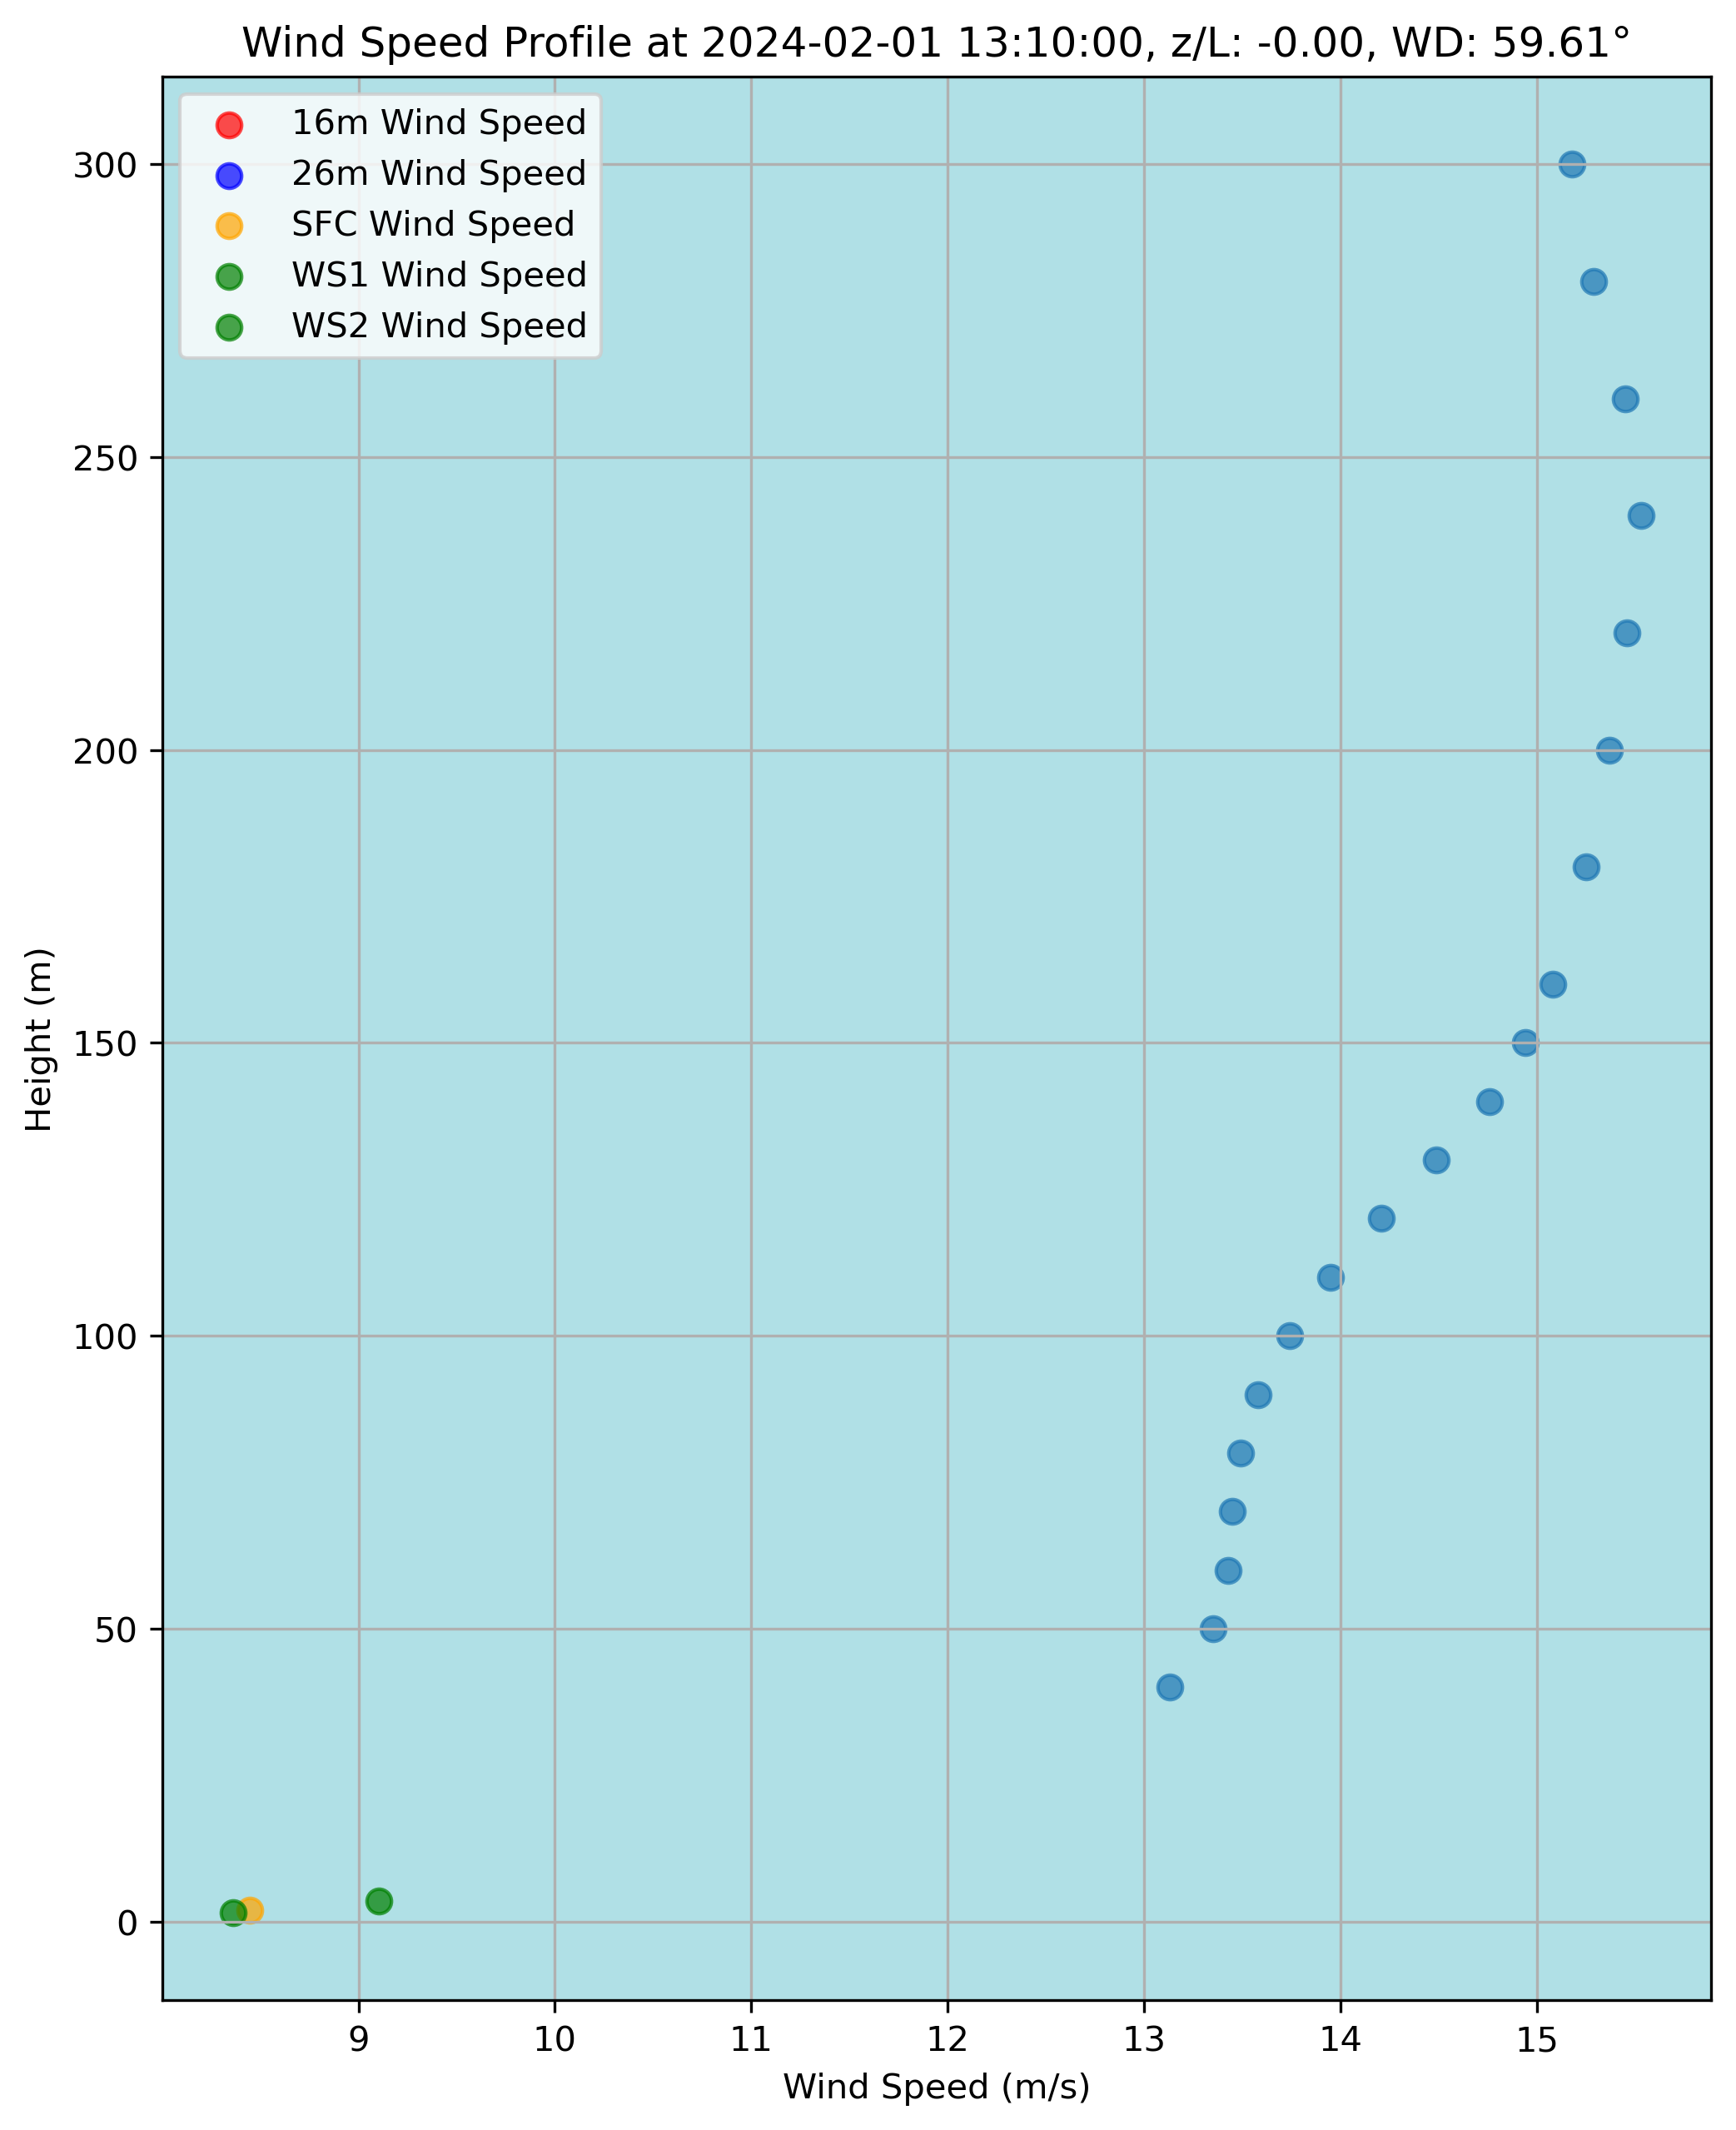 Wind Speed Profile at 2024-02-01 13:10:00, z/L: -0.00, WD: 59.61°
16m Wind Speed
26m Wind Speed
SFC Wind Speed
WS1 Wind Speed
WS2 Wind Speed
300
250
200
150
100
50
0
Height (m)
9 10 11 12 13 14 15
Wind Speed (m/s)